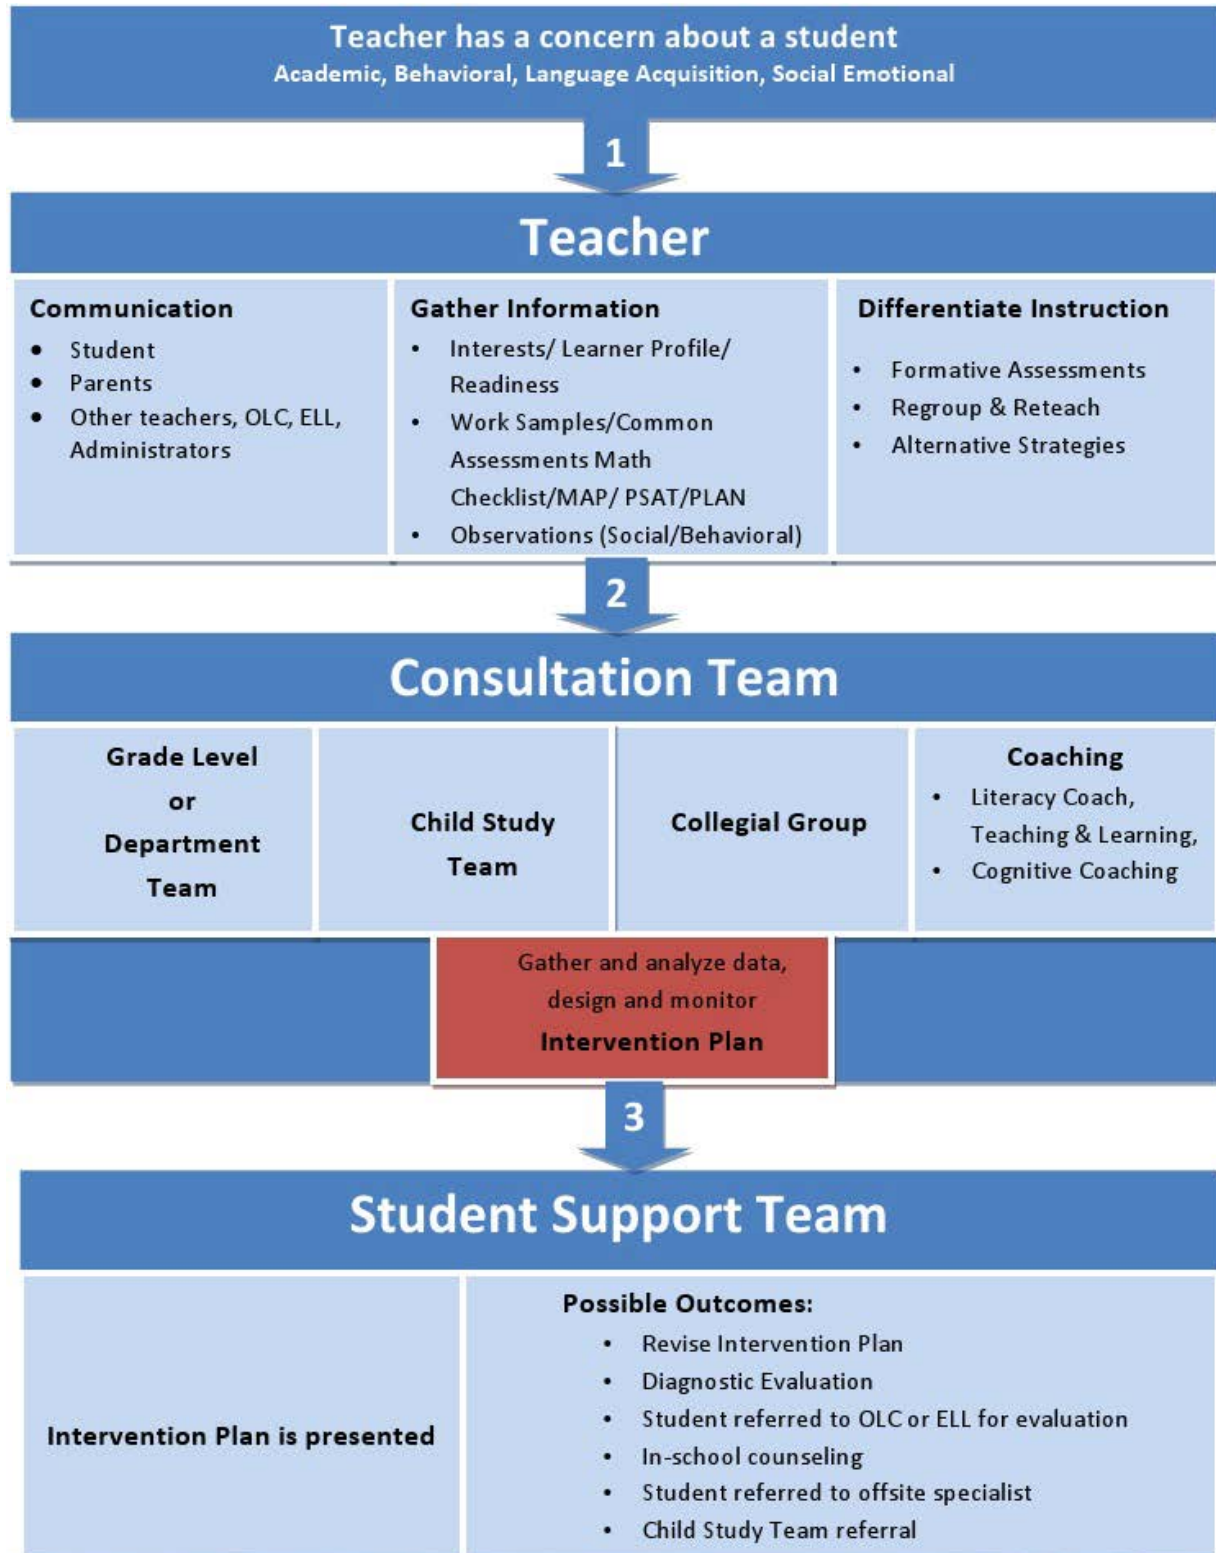 Teacher has a concern about a student
Academic, Behavioral, Language Acquisition, Social Emotional
1
Teacher
Communication
• Student
• Parents
• Other teachers, OLC, ELL,
Administrators
Gather Information
• Interests/ Learner Profile/
Readiness
• Work Samples/Common
Assessments Math
Checklist/MAP/ PSAT/PLAN
• Observations (Social/Behavioral)
Differentiate Instruction
• Formative Assessments
• Regroup & Reteach
• Alternative Strategies
2
Consultation Team
Grade Level
or
Department
Team
Child Study
Team
Collegial Group
Coaching
• Literacy Coach,
Teaching & Learning,
• Cognitive Coaching
Gather and analyze data,
design and monitor
Intervention Plan
3
Student Support Team
Intervention Plan is presented
Possible Outcomes:
• Revise Intervention Plan
• Diagnostic Evaluation
• Student referred to OLC or ELL for evaluation
• In-school counseling
• Student referred to offsite specialist
• Child Study Team referral